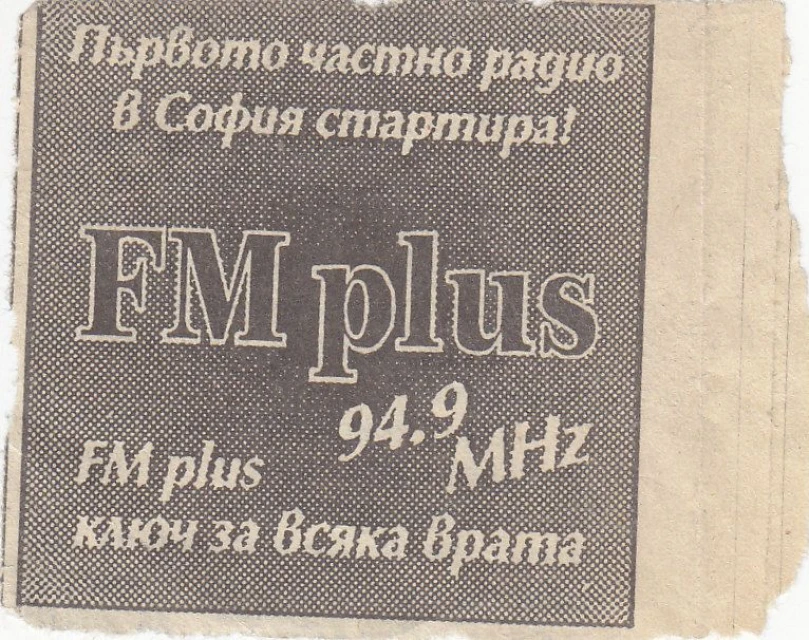 Първото частно радио
в София стартира!
FM plus
94.9
MHz
FM plus
ключ за всяка врата